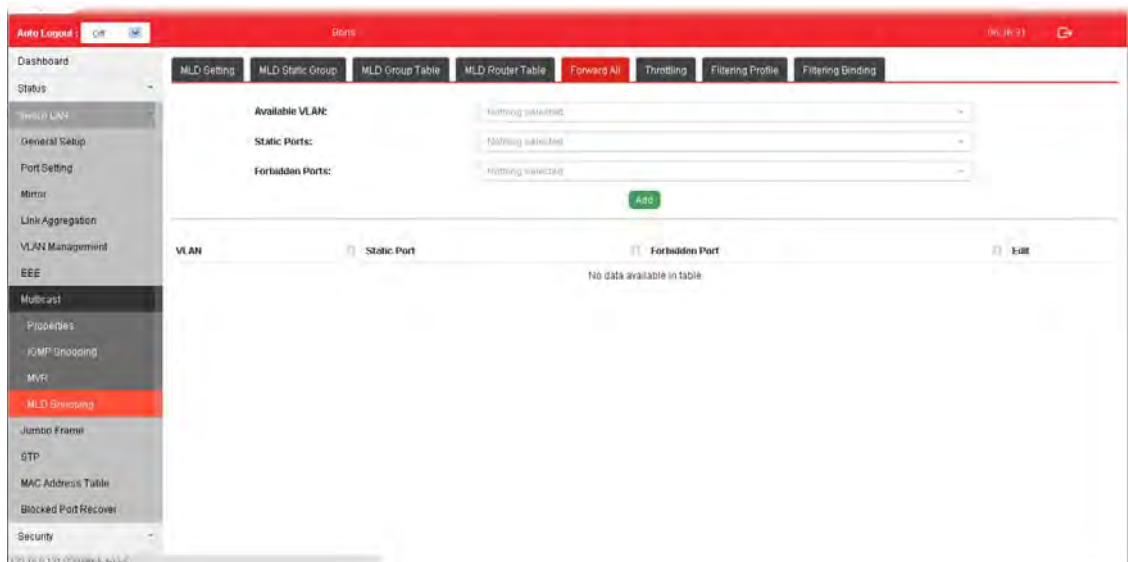 Auto Logout : Off
Dashboard
MLD Setting
MLD Static Group
MLD Group Table
MLD Router Table
Forward All
Throttling
Filtering Profile
Filtering Binding
Status
Available VLAN:
Nothing selected
General Setup
Static Ports:
Nothing selected
Port Setting
Forbidden Ports:
Nothing selected
Mirror
Add
Link Aggregation
VLAN Management
VLAN
Static Port
Forbidden Port
Edit
EEE
No data available in table
Multicast
Properties
IGMP Snooping
MVR
MLD Snooping
Jumbo Frame
STP
MAC Address Table
Blocked Port Recover
Security